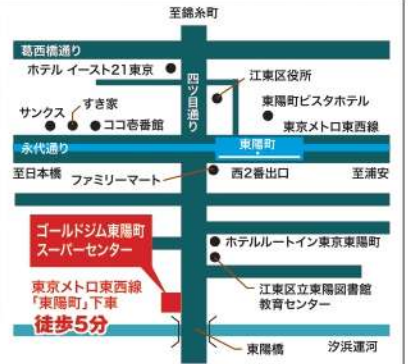 至錦糸町
葛西橋通り
ホテル イースト21東京
四ツ目通り
江東区役所
東陽町ビスタホテル
サンクス
すき家
ココ壱番館
東京メトロ東西線
永代通り
東陽町
至日本橋
ファミリーマート
西2番出口
至浦安
ゴールドジム東陽町
スーパーセンター
ホテルルートイン東京東陽町
江東区立東陽図書館
教育センター
東京メトロ東西線
「東陽町」下車
徒歩5分
東陽橋
汐浜運河